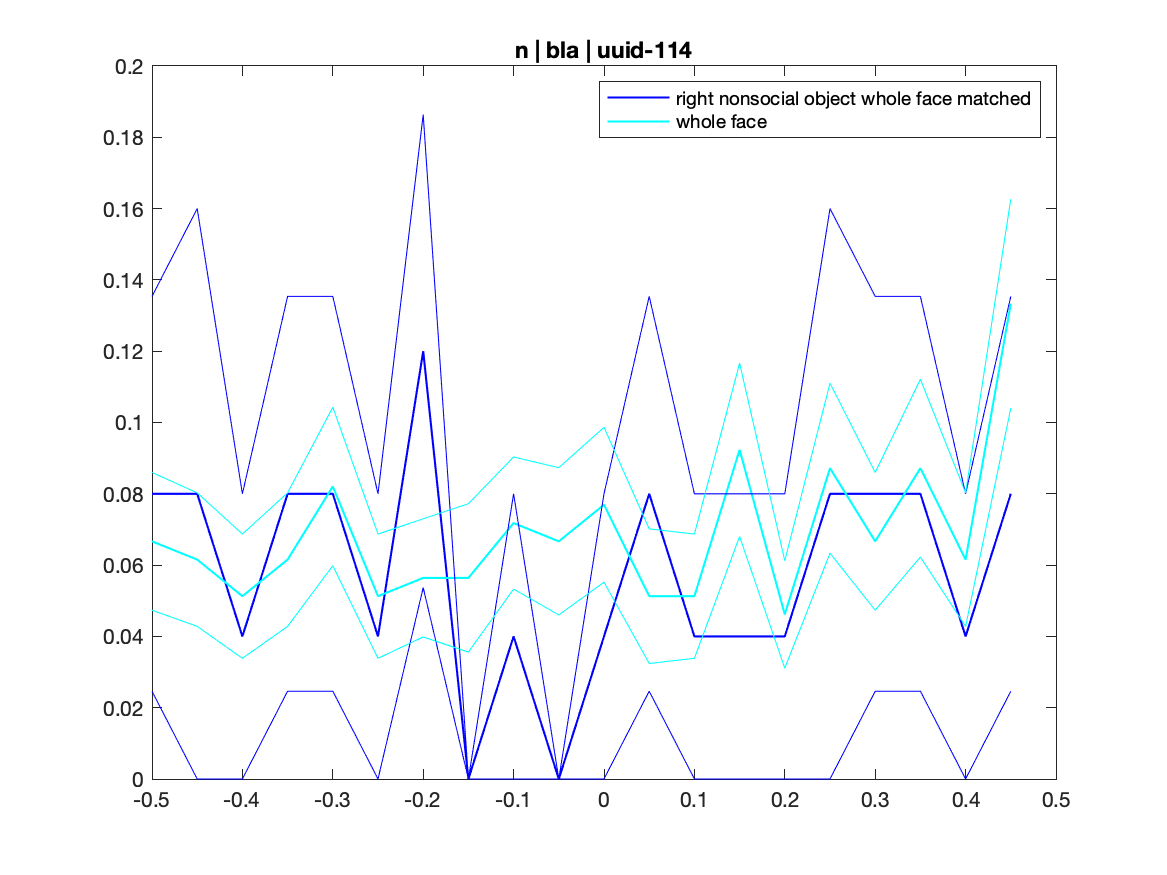 n | bla | uuid-114
right nonsocial object whole face matched
whole face
0.2
0.18
0.16
0.14
0.12
0.1
0.08
0.06
0.04
0.02
0
-0.5 -0.4 -0.3 -0.2 -0.1 0 0.1 0.2 0.3 0.4 0.5